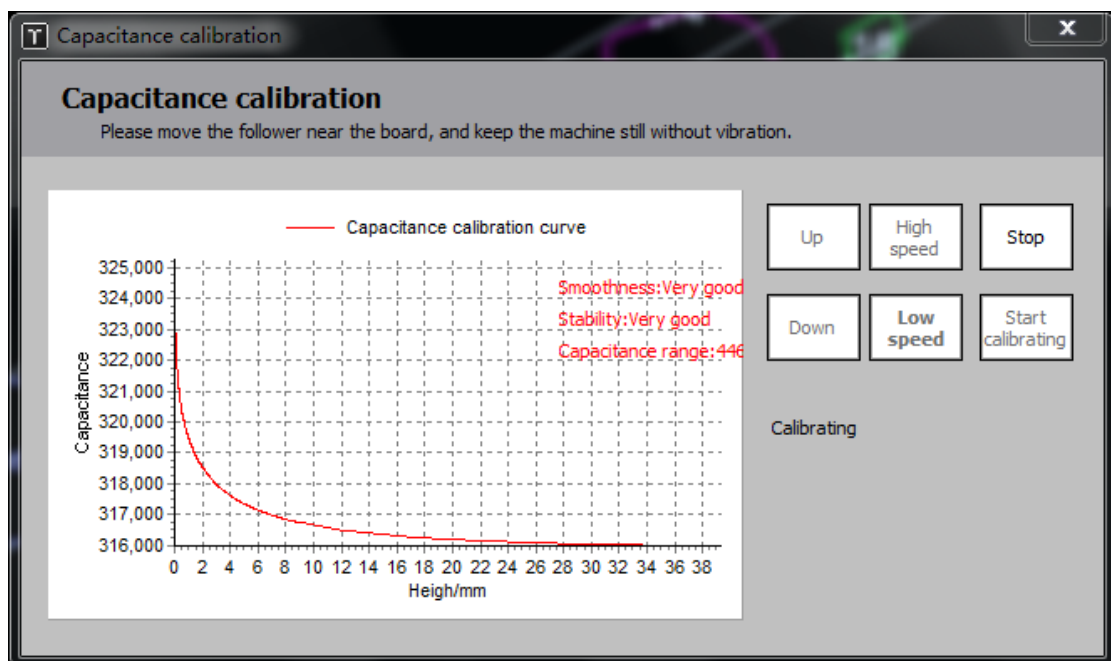 Capacitance calibration
Capacitance calibration
Please move the follower near the board, and keep the machine still without vibration.
Capacitance calibration curve
325,000
324,000
323,000
322,000
321,000
320,000
319,000
318,000
317,000
316,000
Capacitance
Smoothness:Very good
Stability:Very good
Capacitance range:446
0 2 4 6 8 10 12 14 16 18 20 22 24 26 28 30 32 34 36 38
Heigh/mm
Up
High
speed
Stop
Down
Low
speed
Start
calibrating
Calibrating